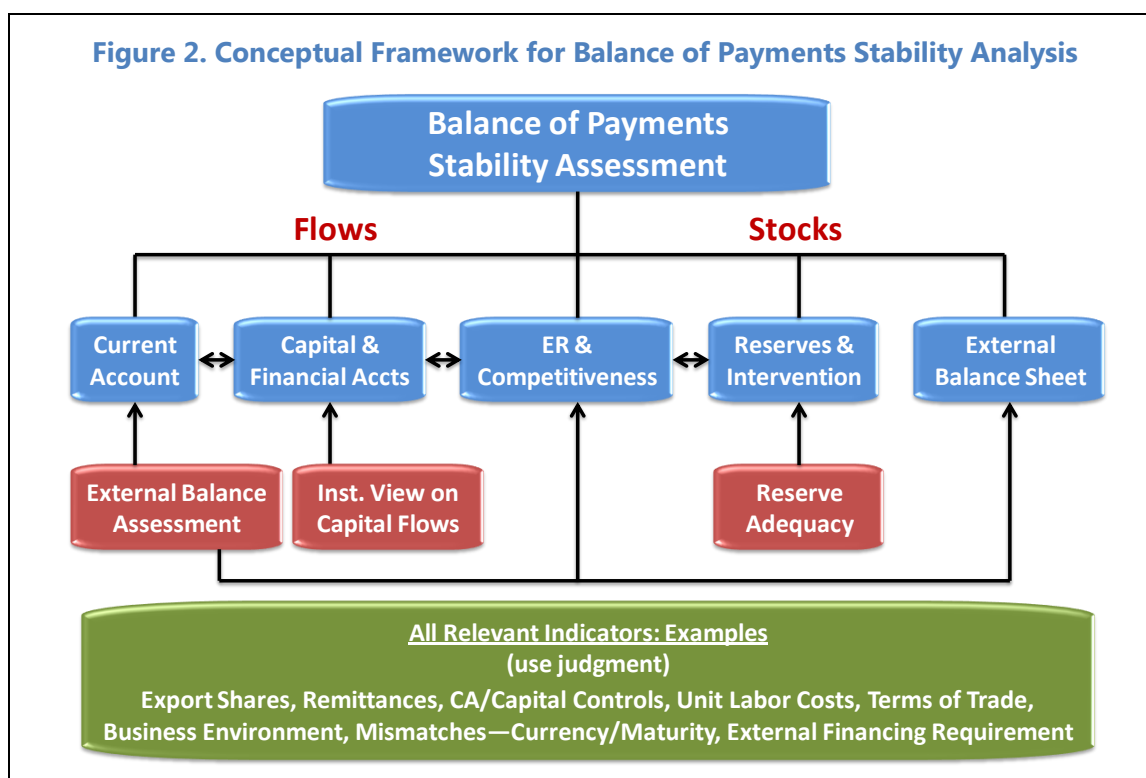 Figure 2. Conceptual Framework for Balance of Payments Stability Analysis
Balance of Payments
Stability Assessment
Flows
Stocks
Current
Account
Capital &
Financial Accts
ER &
Competitiveness
Reserves &
Intervention
External
Balance Sheet
External Balance
Assessment
Inst. View on
Capital Flows
Reserve
Adequacy
All Relevant Indicators: Examples
(use judgment)
Export Shares, Remittances, CA/Capital Controls, Unit Labor Costs, Terms of Trade,
Business Environment, Mismatches—Currency/Maturity, External Financing Requirement